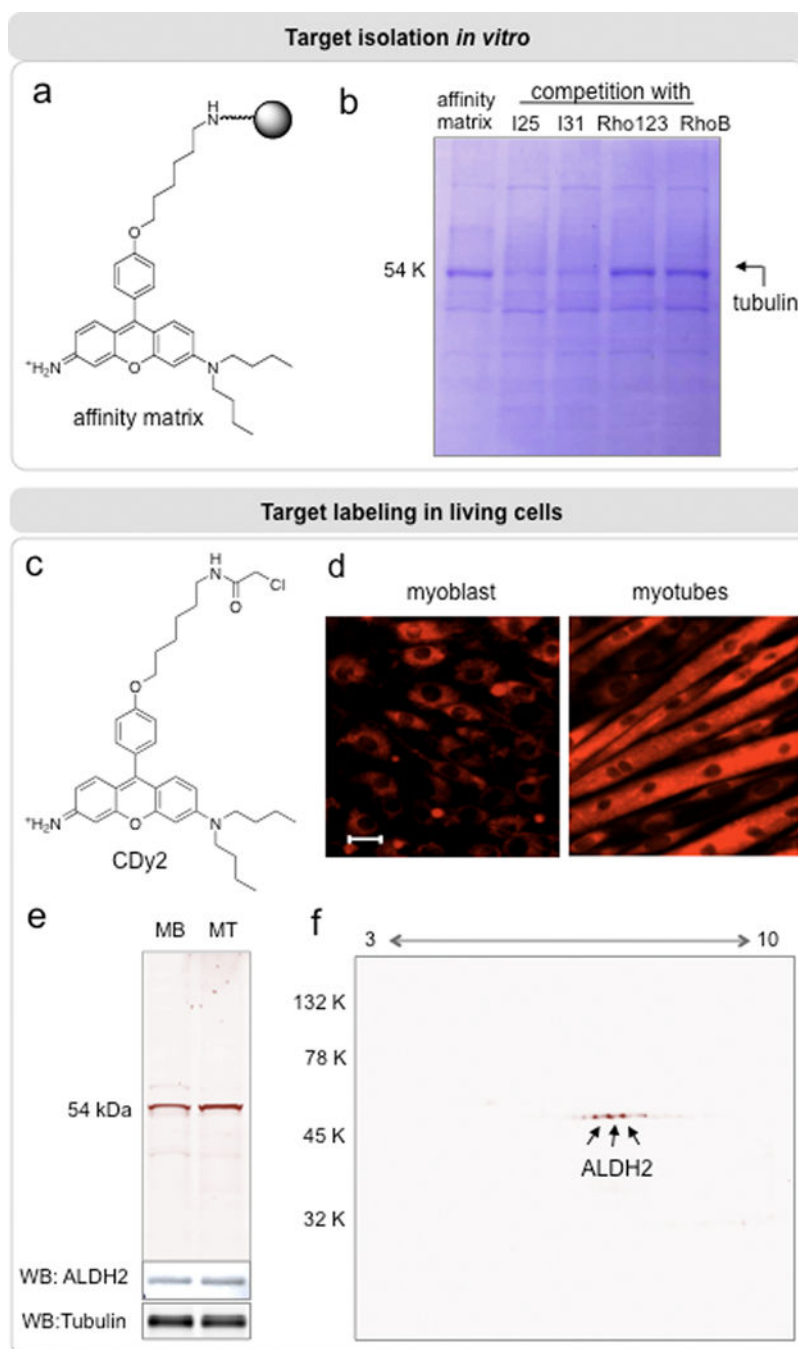 Target isolation in vitro
a
H
N
O
⁺H₂N
O
N
affinity matrix
b
affinity matrix
competition with
I25 I31 Rho123 RhoB
54 K
tubulin
Target labeling in living cells
c
H
N
Cl
O
O
⁺H₂N
O
N
CDy2
d
myoblast
myotubes
e
MB MT
54 kDa
WB: ALDH2
WB:Tubulin
f
3 10
132 K
78 K
45 K
ALDH2
32 K